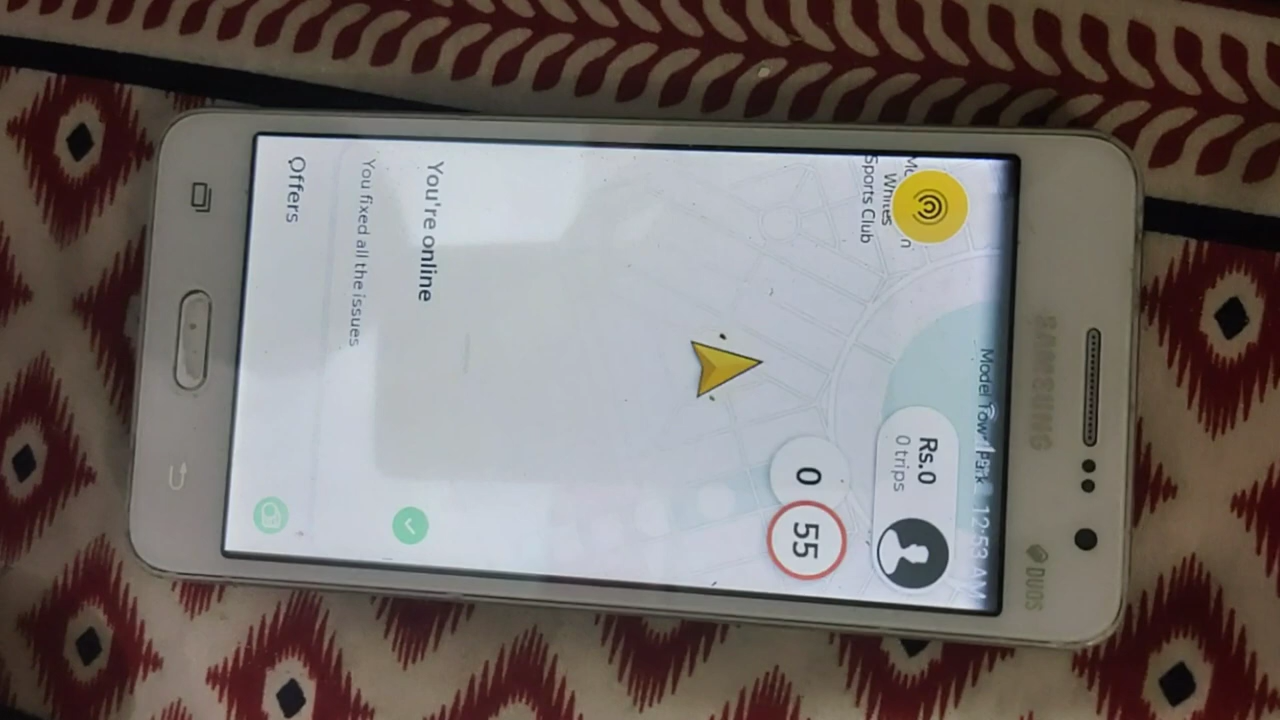 SAMSUNG
DUOS
12:53 AM
Model Town Park
Rs.0
0 trips
Whites
Sports Club
0
55
You're online
You fixed all the issues
Offers